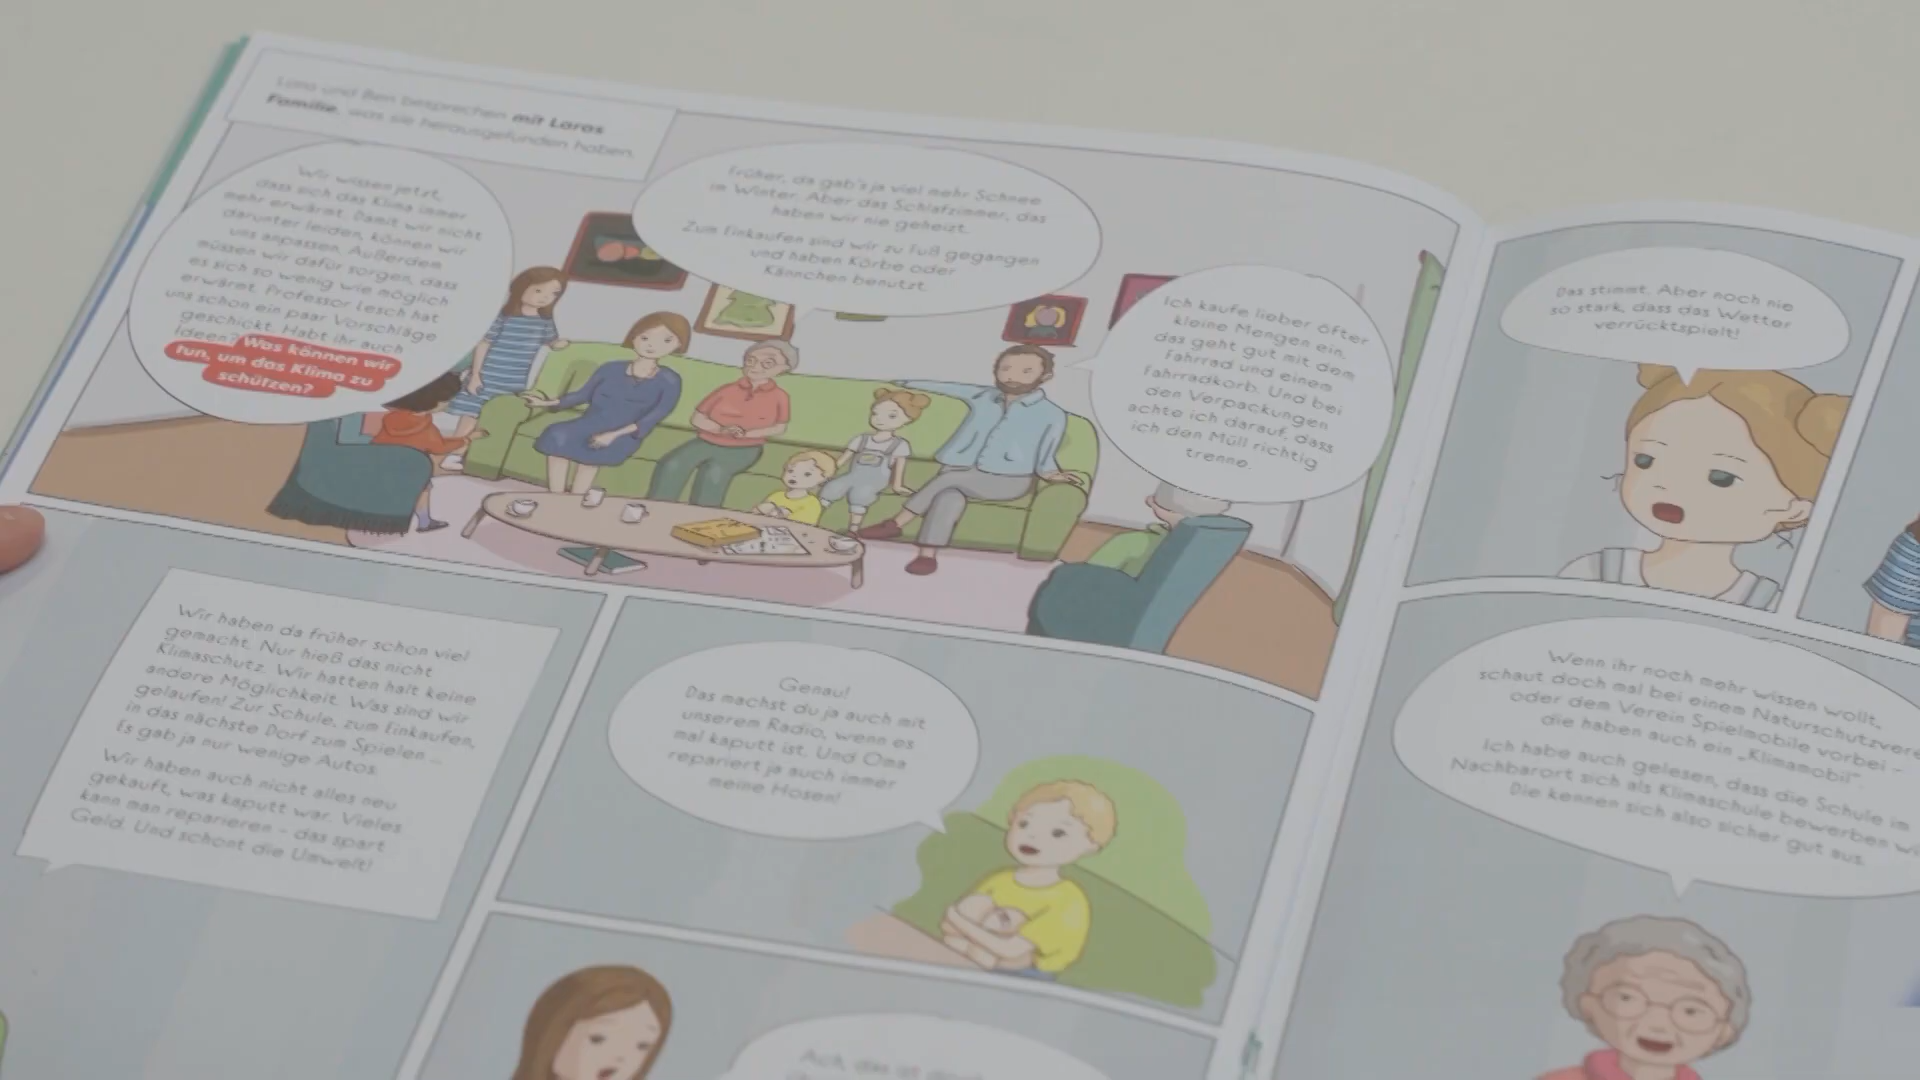 Lara und Ben besprechen mit Laras
Familie, was sie herausgefunden haben.
Wir wissen jetzt,
dass sich das Klima immer
mehr erwärmt. Damit wir nicht
darunter leiden, können wir
uns anpassen. Außerdem
müssen wir dafür sorgen, dass
es sich so wenig wie möglich
erwärmt. Professor Lesch hat
uns schon ein paar Vorschläge
geschickt. Habt ihr auch
Ideen? Was können wir
tun, um das Klima zu
schützen?
Früher, da gab's ja viel mehr Schnee
im Winter. Aber das Schlafzimmer, das
haben wir nie geheizt.
Zum Einkaufen sind wir zu Fuß gegangen
und haben Körbe oder
Kännchen benutzt.
Ich kaufe lieber öfter
kleine Mengen ein,
das geht gut mit dem
Fahrrad und einem
Fahrradkorb. Und bei
den Verpackungen
achte ich darauf, dass
ich den Müll richtig
trenne.
Wir haben da früher schon viel
gemacht. Nur hieß das nicht
Klimaschutz. Wir hatten halt keine
andere Möglichkeit. Was sind wir
gelaufen! Zur Schule, zum Einkaufen,
in das nächste Dorf zum Spielen –
Es gab ja nur wenige Autos.
Wir haben auch nicht alles neu
gekauft, was kaputt war. Vieles
kann man reparieren – das spart
Geld. Und schont die Umwelt!
Genau!
Das machst du ja auch mit
unserem Radio, wenn es
mal kaputt ist. Und Oma
repariert ja auch immer
meine Hosen!
Ach, das ist doch
Das stimmt. Aber noch nie
so stark, dass das Wetter
verrücktspielt!
Wenn ihr noch mehr wissen wollt,
schaut doch mal bei einem Naturschutzvere
oder dem Verein Spielmobile vorbei –
die haben auch ein „Klimamobil".
Ich habe auch gelesen, dass die Schule im
Nachbarort sich als Klimaschule bewerben wi
Die kennen sich also sicher gut aus.